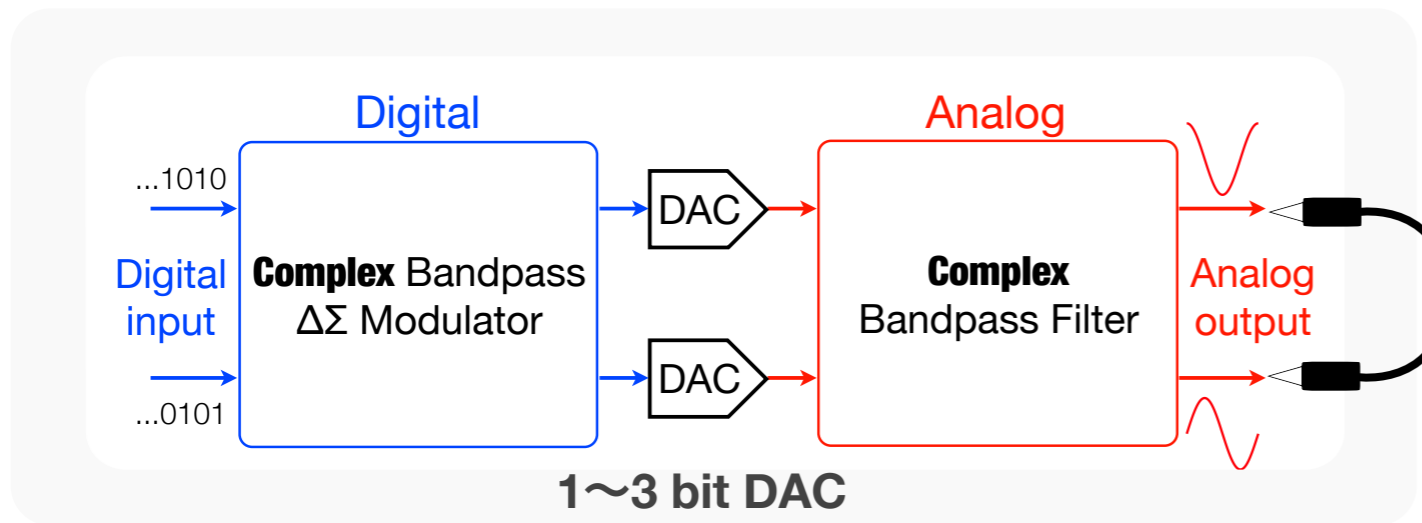 Digital
Analog
...1010
DAC
Digital
input
Complex Bandpass
ΔΣ Modulator
Complex
Bandpass Filter
Analog
output
DAC
...0101
1〜3 bit DAC